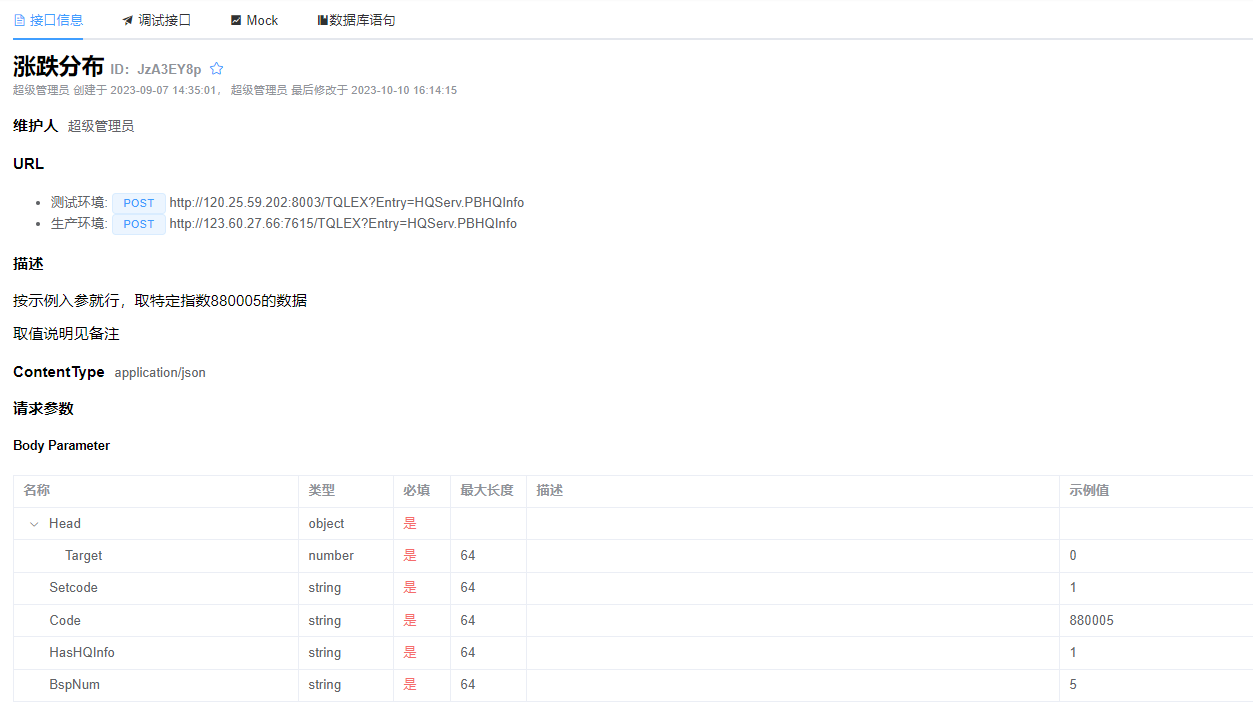 接口信息 调试接口 Mock 数据库语句
涨跌分布 ID: JzA3EY8p
超级管理员 创建于 2023-09-07 14:35:01， 超级管理员 最后修改于 2023-10-10 16:14:15
维护人 超级管理员
URL
• 测试环境: POST http://120.25.59.202:8003/TQLEX?Entry=HQServ.PBHQInfo
• 生产环境: POST http://123.60.27.66:7615/TQLEX?Entry=HQServ.PBHQInfo
描述
按示例入参就行，取特定指数880005的数据
取值说明见备注
ContentType application/json
请求参数
Body Parameter
名称 类型 必填 最大长度 描述 示例值
Head object 是
Target number 是 64 0
Setcode string 是 64 1
Code string 是 64 880005
HasHQInfo string 是 64 1
BspNum string 是 64 5